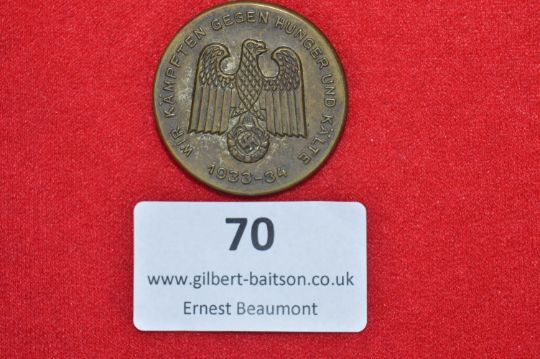 WIR KÄMPFTEN GEGEN HUNGER UND KÄLTE
1933-34
70
www.gilbert-baitson.co.uk
Ernest Beaumont